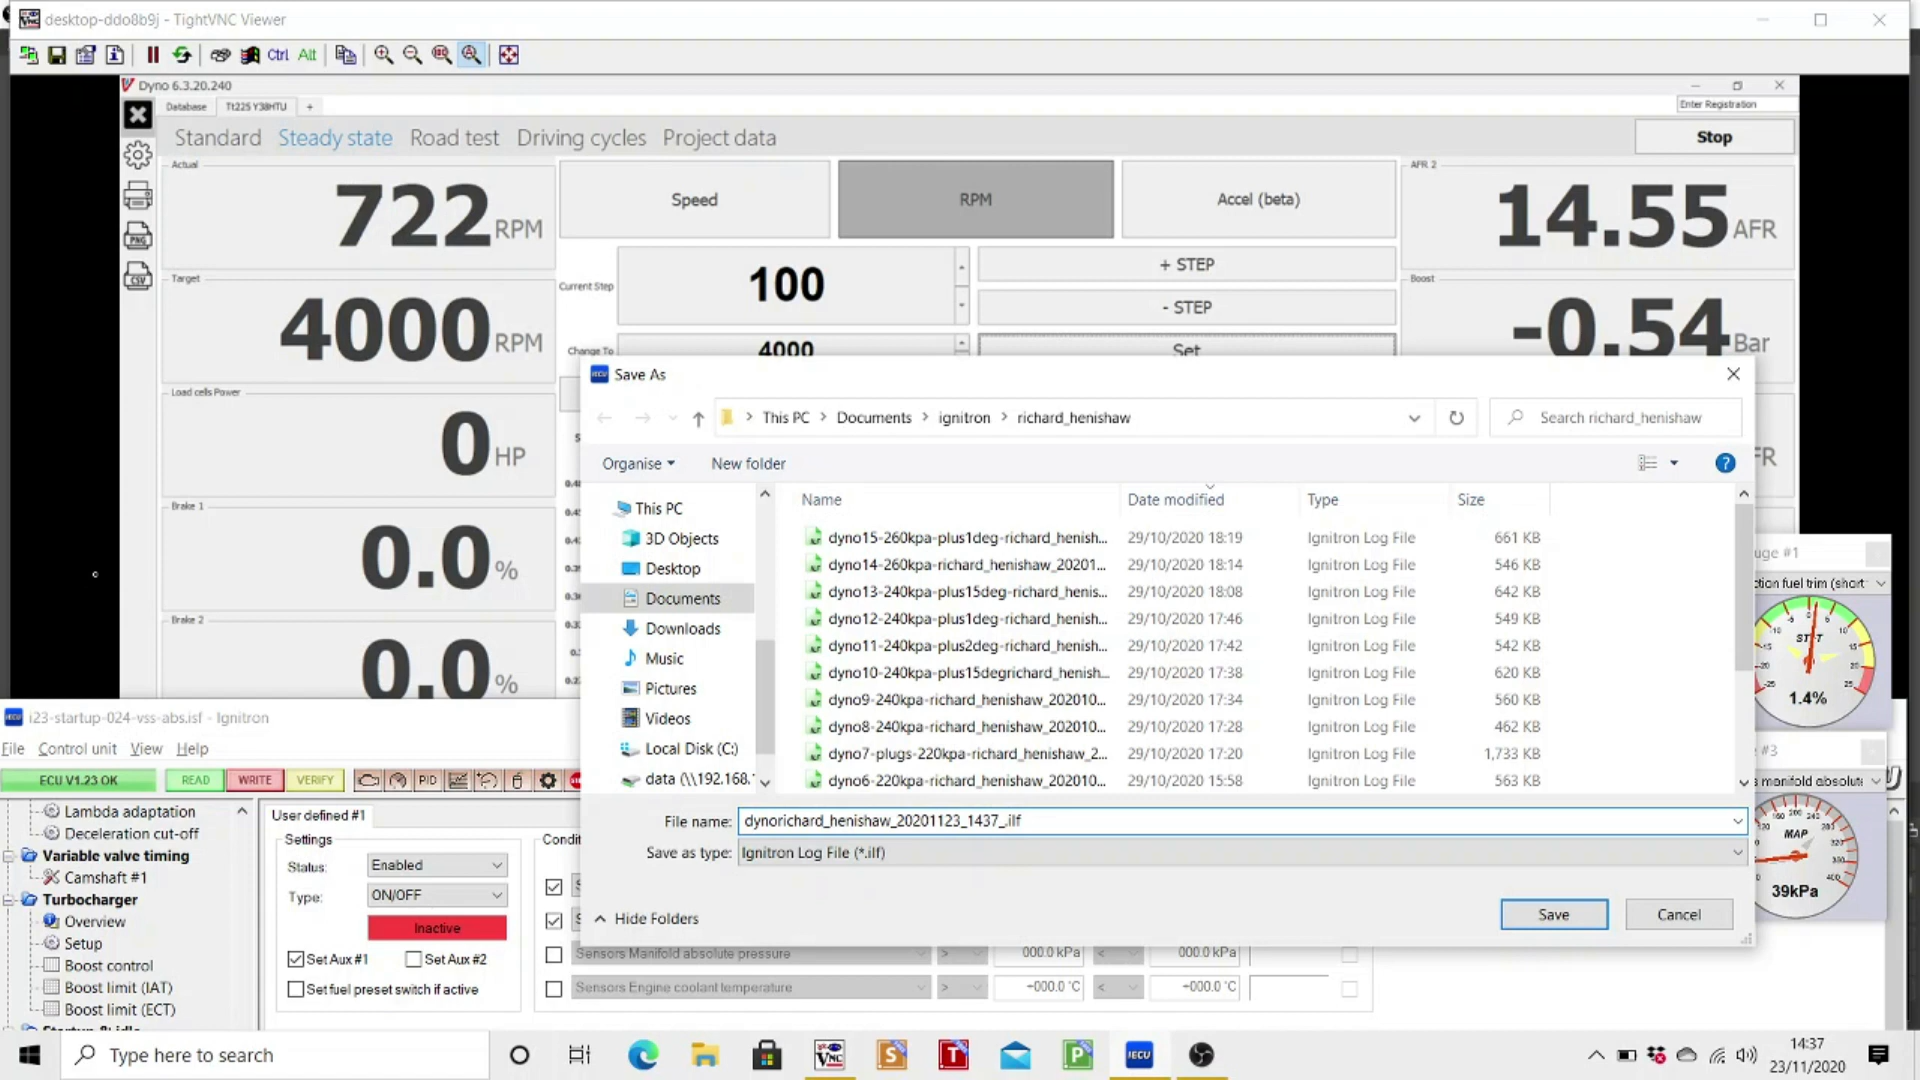 desktop-ddo8b9j - TightVNC Viewer
Ctrl Alt
Dyno 6.3.20.240
Database Tt225 Y38HTU +
Enter Registration
Standard Steady state Road test Driving cycles Project data
Stop
Actual
722 RPM
Speed
RPM
Accel (beta)
AFR 2
14.55 AFR
Target
4000 RPM
Current Step
100
+ STEP
- STEP
Boost
-0.54 Bar
Change To
4000
Set
Load cells Power
0 HP
Brake 1
0.0 %
Brake 2
0.0 %
Save As
This PC > Documents > ignitron > richard_henishaw
Search richard_henishaw
Organise
New folder
This PC
3D Objects
Desktop
Documents
Downloads
Music
Pictures
Videos
Local Disk (C:)
data (\\192.168.
Name Date modified Type Size
dyno15-260kpa-plus1deg-richard_henish... 29/10/2020 18:19 Ignitron Log File 661 KB
dyno14-260kpa-richard_henishaw_20201... 29/10/2020 18:14 Ignitron Log File 546 KB
dyno13-240kpa-plus15deg-richard_henis... 29/10/2020 18:08 Ignitron Log File 642 KB
dyno12-240kpa-plus1deg-richard_henish... 29/10/2020 17:46 Ignitron Log File 549 KB
dyno11-240kpa-plus2deg-richard_henish... 29/10/2020 17:42 Ignitron Log File 542 KB
dyno10-240kpa-plus15degrichard_henish... 29/10/2020 17:38 Ignitron Log File 620 KB
dyno9-240kpa-richard_henishaw_202010... 29/10/2020 17:34 Ignitron Log File 560 KB
dyno8-240kpa-richard_henishaw_202010... 29/10/2020 17:28 Ignitron Log File 462 KB
dyno7-plugs-220kpa-richard_henishaw_2... 29/10/2020 17:20 Ignitron Log File 1,733 KB
dyno6-220kpa-richard_henishaw_202010... 29/10/2020 15:58 Ignitron Log File 563 KB
File name: dynorichard_henishaw_20201123_1437_.ilf
Save as type: Ignitron Log File (*.ilf)
Hide Folders
Save
Cancel
1.4%
MAP
39kPa
i23-startup-024-vss-abs.isf - Ignitron
File Control unit View Help
ECU V1.23 OK READ WRITE VERIFY PID
Lambda adaptation
Deceleration cut-off
Variable valve timing
Camshaft #1
Turbocharger
Overview
Setup
Boost control
Boost limit (IAT)
Boost limit (ECT)
User defined #1
Settings
Status: Enabled
Type: ON/OFF
Inactive
Set Aux #1 Set Aux #2
Set fuel preset switch if active
Sensors Manifold absolute pressure > 000.0 kPa < 000.0 kPa
Sensors Engine coolant temperature > -000.0 °C < -000.0 °C
Type here to search
14:37
23/11/2020